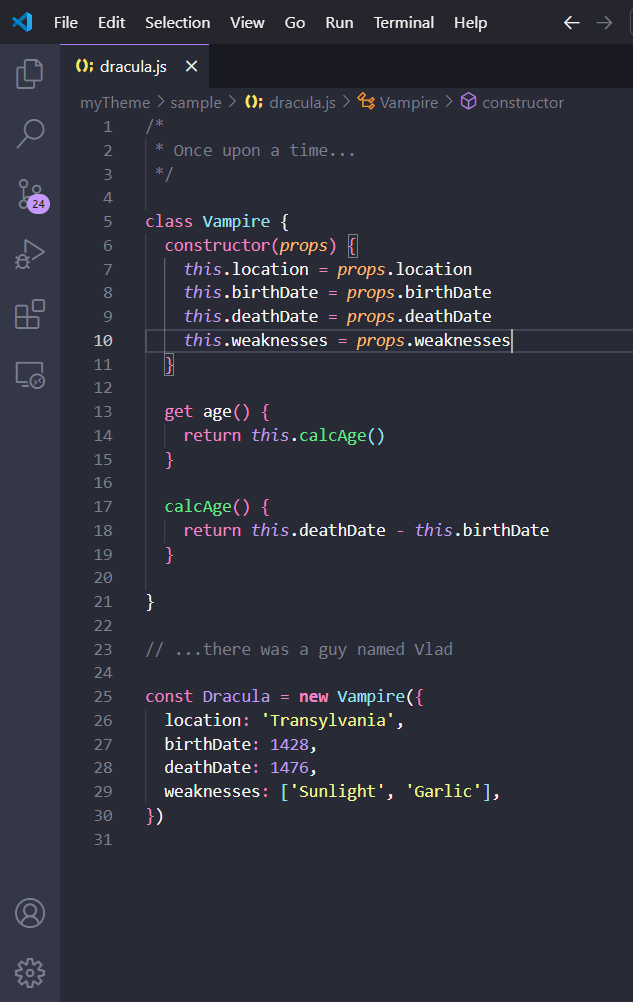 File Edit Selection View Go Run Terminal Help
dracula.js
myTheme > sample > dracula.js > Vampire > constructor
24
1 /*
2  * Once upon a time...
3  */
4
5 class Vampire {
6   constructor(props) {
7     this.location = props.location
8     this.birthDate = props.birthDate
9     this.deathDate = props.deathDate
10     this.weaknesses = props.weaknesses
11   }
12
13   get age() {
14     return this.calcAge()
15   }
16
17   calcAge() {
18     return this.deathDate - this.birthDate
19   }
20
21 }
22
23 // ...there was a guy named Vlad
24
25 const Dracula = new Vampire({
26   location: 'Transylvania',
27   birthDate: 1428,
28   deathDate: 1476,
29   weaknesses: ['Sunlight', 'Garlic'],
30 })
31